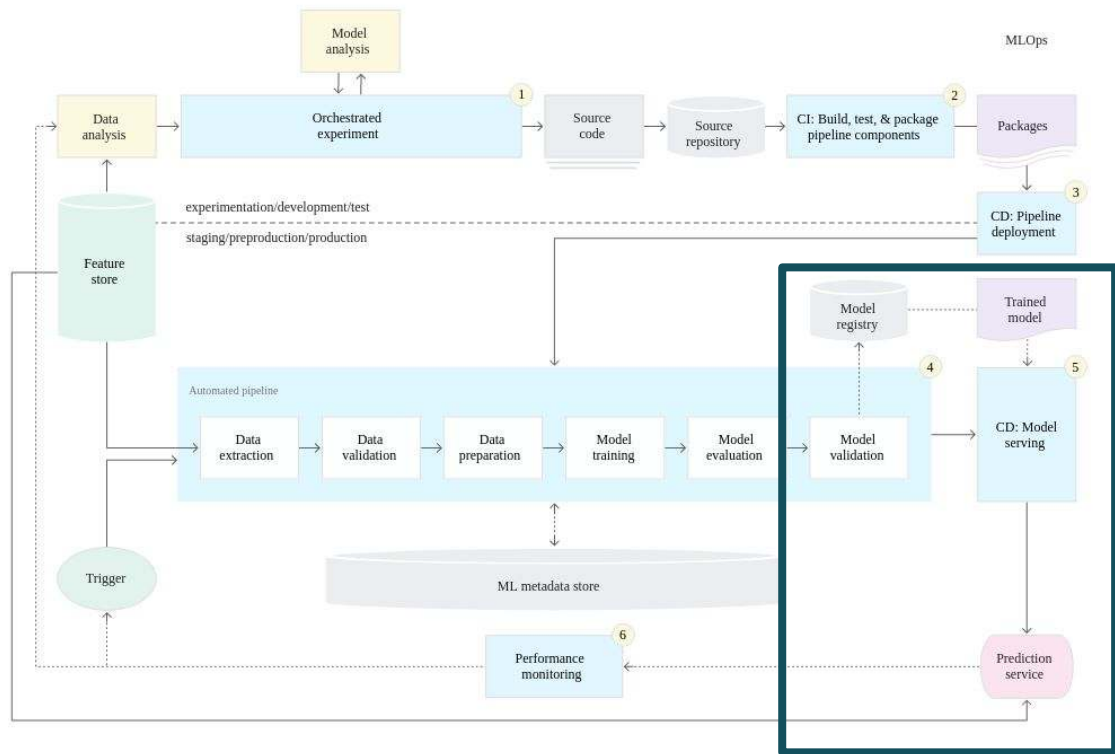 Model
analysis
MLOps
1
2
Data
analysis
Orchestrated
experiment
Source
code
Source
repository
CI: Build, test, & package
pipeline components
Packages
3
experimentation/development/test
staging/preproduction/production
CD: Pipeline
deployment
Feature
store
Model
registry
Trained
model
4
5
Automated pipeline
Data
extraction
Data
validation
Data
preparation
Model
training
Model
evaluation
Model
validation
CD: Model
serving
Trigger
ML metadata store
6
Performance
monitoring
Prediction
service